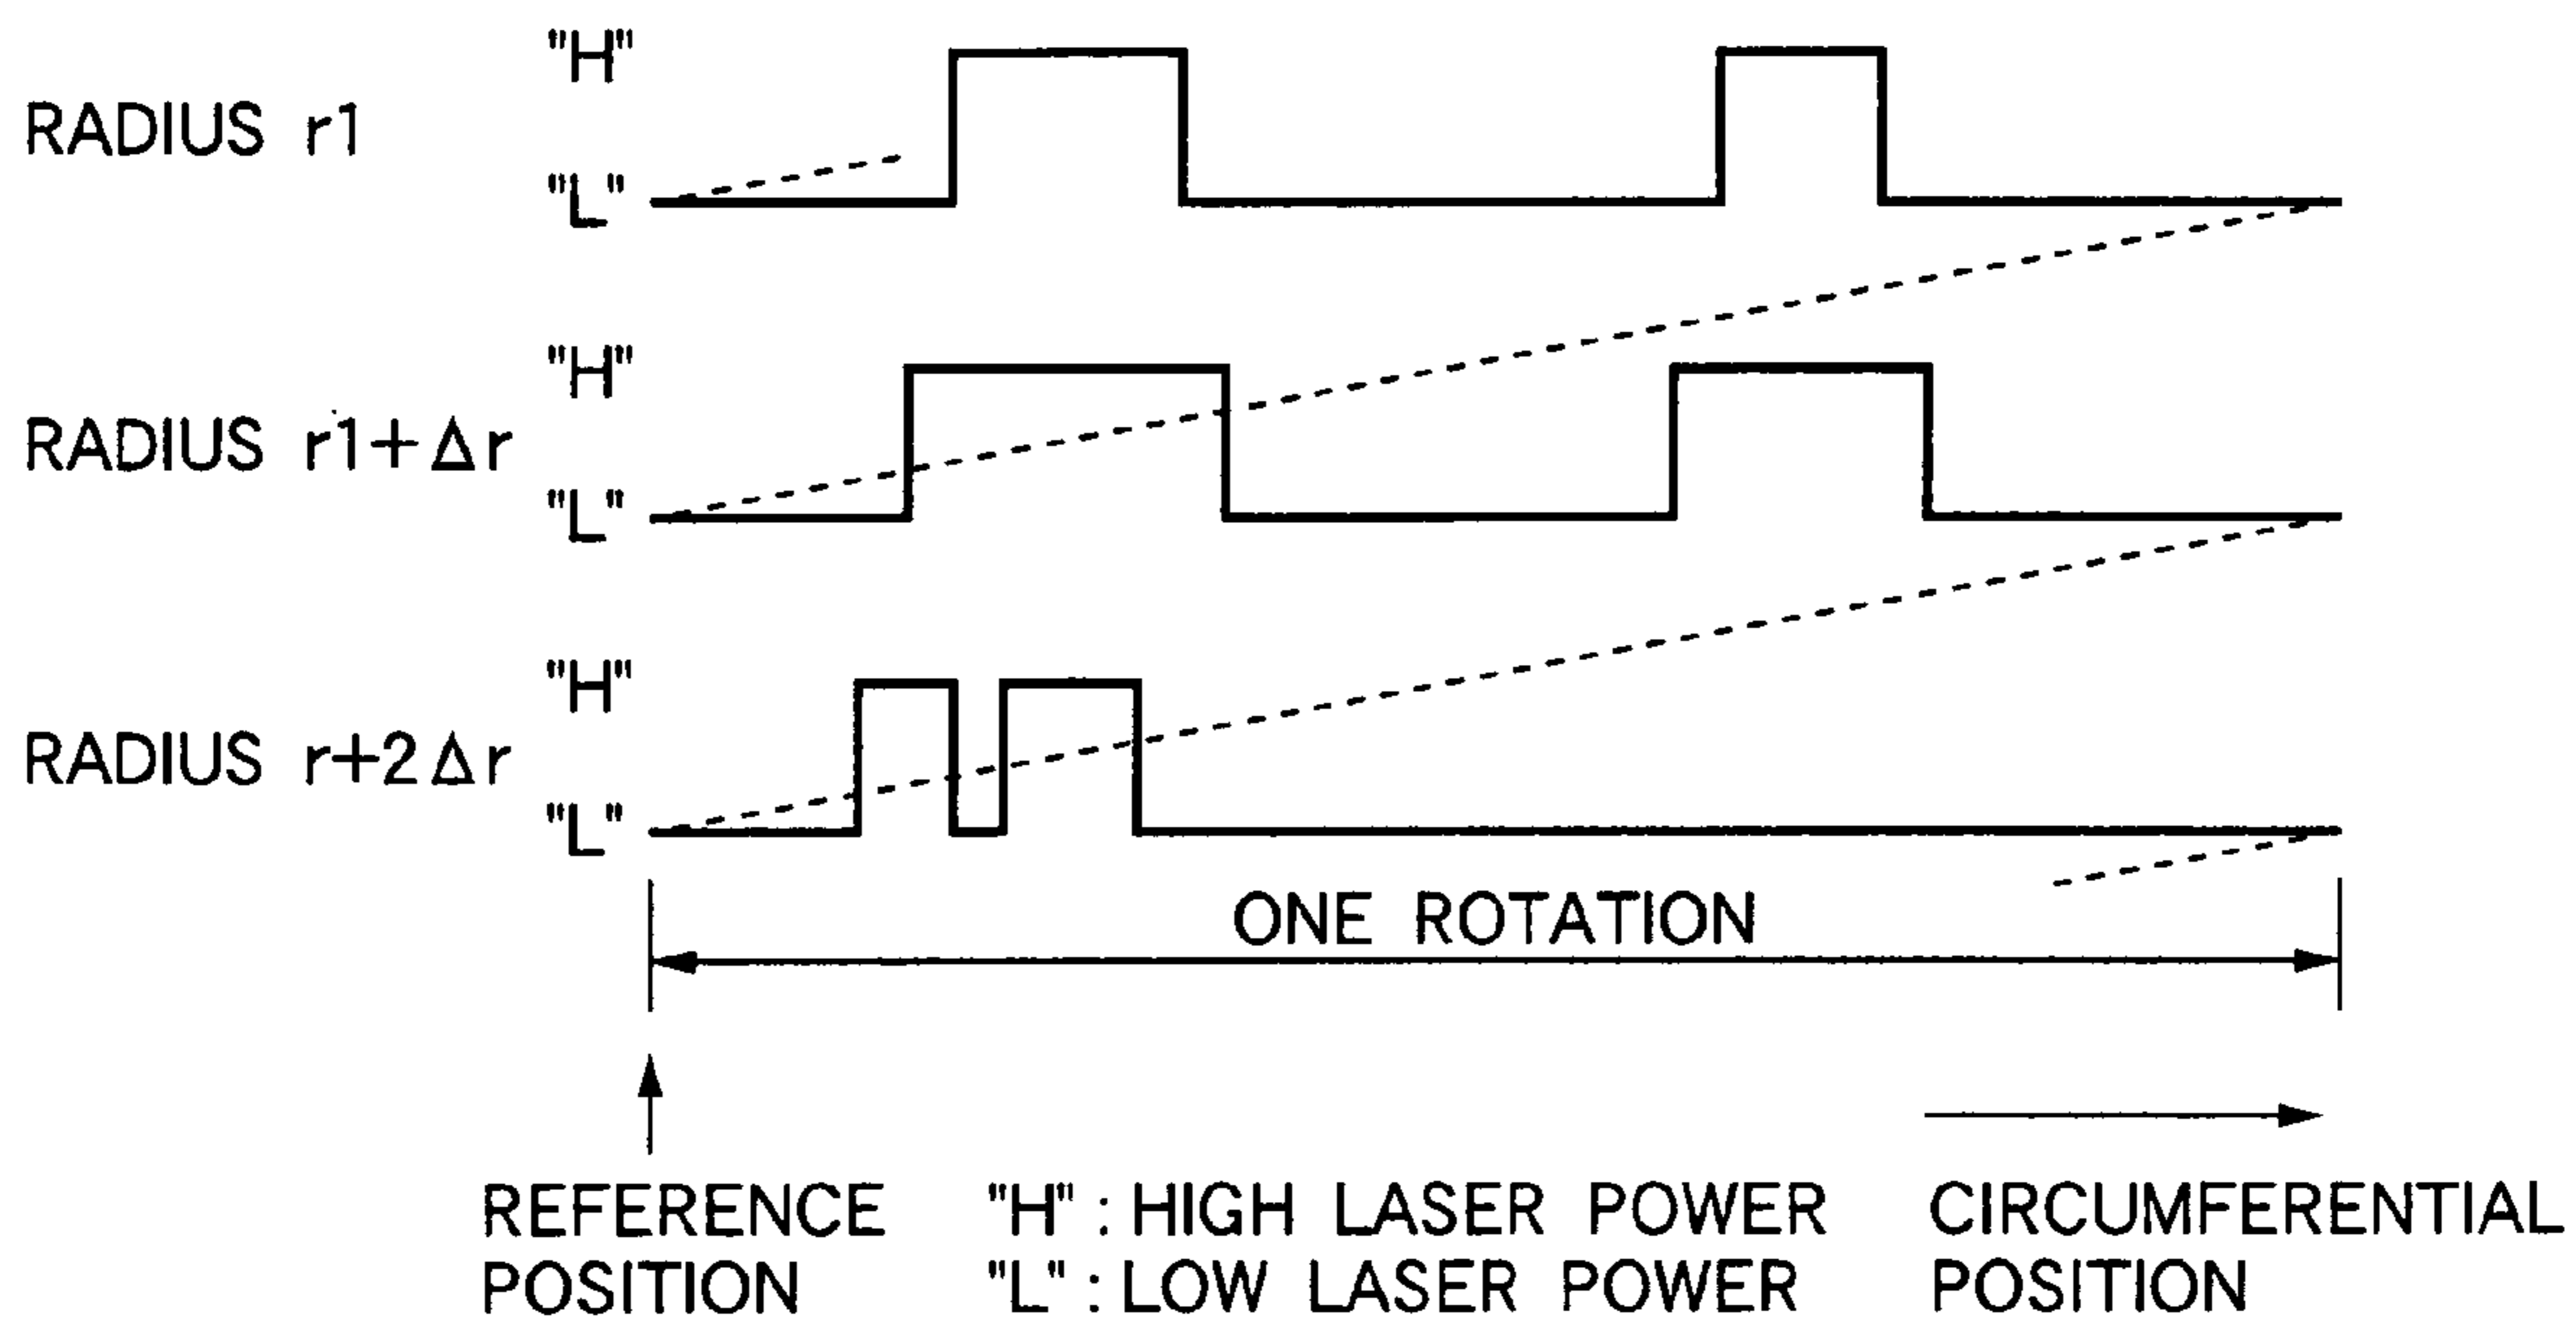 "H"
RADIUS r1
"L"
"H"
RADIUS r1+Δr
"L"
"H"
RADIUS r+2Δr
"L"
ONE ROTATION
REFERENCE POSITION
"H" : HIGH LASER POWER
"L" : LOW LASER POWER
CIRCUMFERENTIAL POSITION